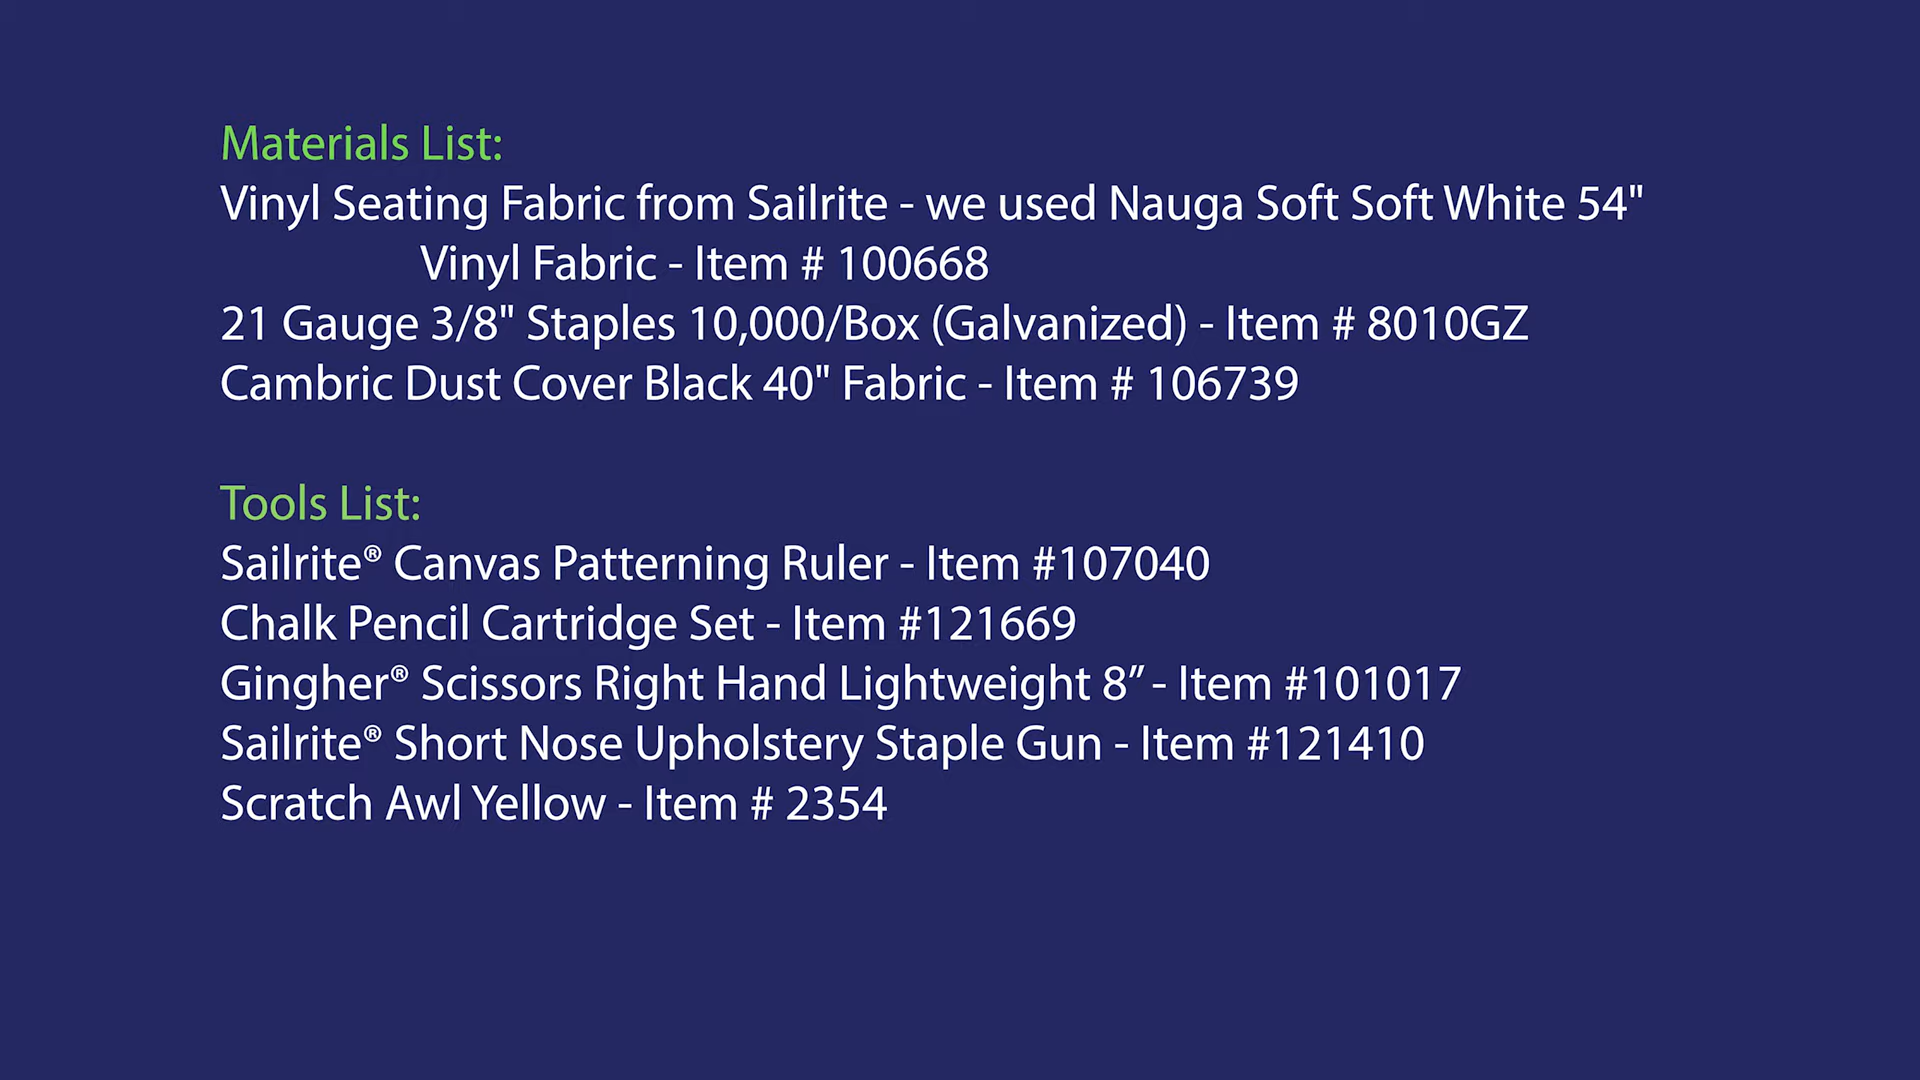 Materials List:
Vinyl Seating Fabric from Sailrite - we used Nauga Soft Soft White 54"
Vinyl Fabric - Item # 100668
21 Gauge 3/8" Staples 10,000/Box (Galvanized) - Item # 8010GZ
Cambric Dust Cover Black 40" Fabric - Item # 106739
Tools List:
Sailrite® Canvas Patterning Ruler - Item #107040
Chalk Pencil Cartridge Set - Item #121669
Gingher® Scissors Right Hand Lightweight 8” - Item #101017
Sailrite® Short Nose Upholstery Staple Gun - Item #121410
Scratch Awl Yellow - Item # 2354